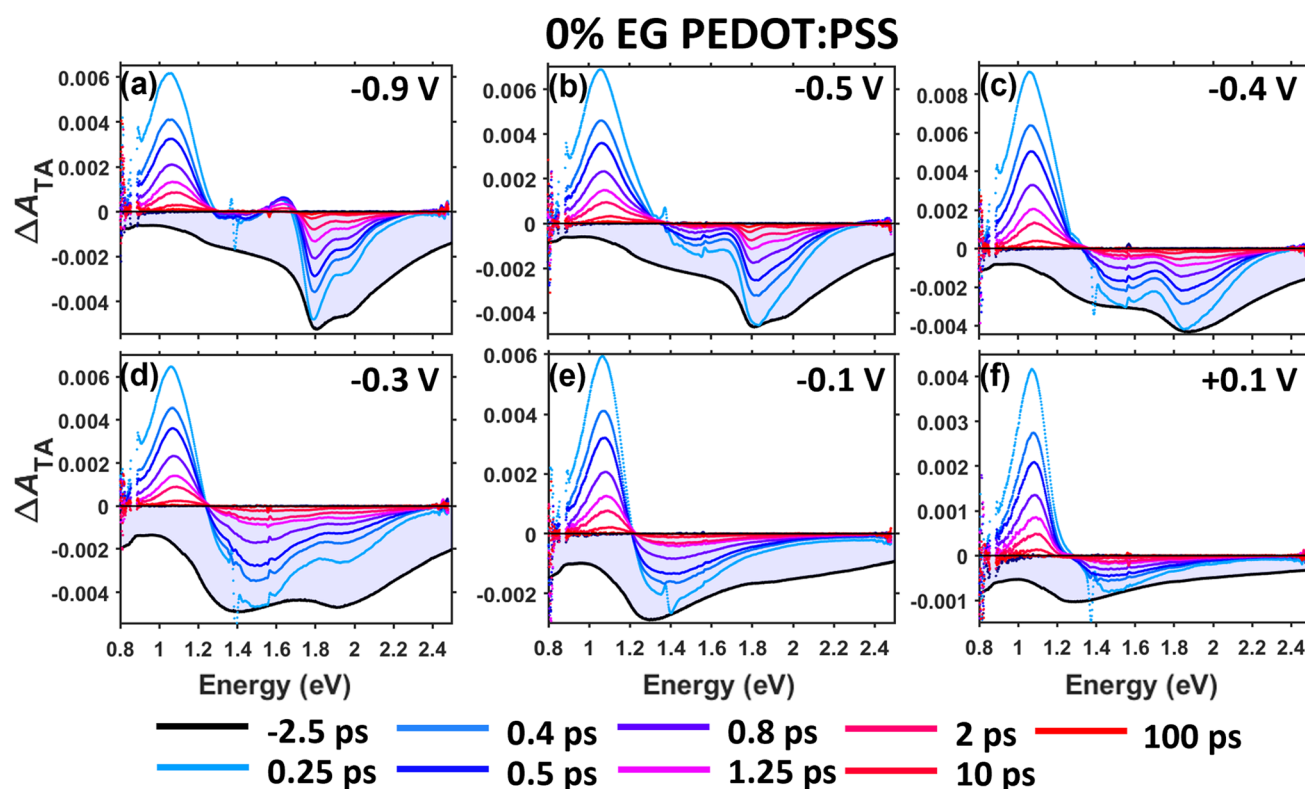 0% EG PEDOT:PSS
(a) -0.9 V
(b) -0.5 V
(c) -0.4 V
0.006
0.004
0.002
0
-0.002
-0.004
0.006
0.004
0.002
0
-0.002
-0.004
0.008
0.006
0.004
0.002
0
-0.002
-0.004
ΔA_TA
(d) -0.3 V
(e) -0.1 V
(f) +0.1 V
0.006
0.004
0.002
0
-0.002
-0.004
0.006
0.004
0.002
0
-0.002
0.004
0.003
0.002
0.001
0
-0.001
ΔA_TA
0.8 1 1.2 1.4 1.6 1.8 2 2.2 2.4
0.8 1 1.2 1.4 1.6 1.8 2 2.2 2.4
0.8 1 1.2 1.4 1.6 1.8 2 2.2 2.4
Energy (eV) Energy (eV) Energy (eV)
-2.5 ps 0.4 ps 0.8 ps 2 ps 100 ps
0.25 ps 0.5 ps 1.25 ps 10 ps